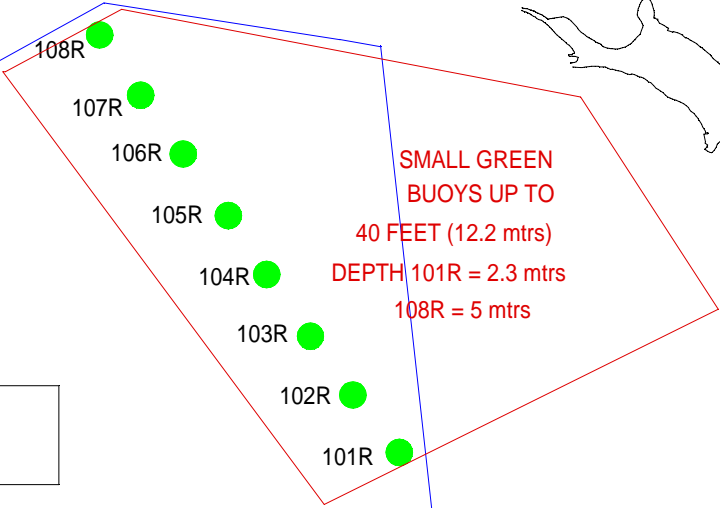 108R
107R
106R
105R
104R
103R
102R
101R
SMALL GREEN
BUOYS UP TO
40 FEET (12.2 mtrs)
DEPTH 101R = 2.3 mtrs
108R = 5 mtrs